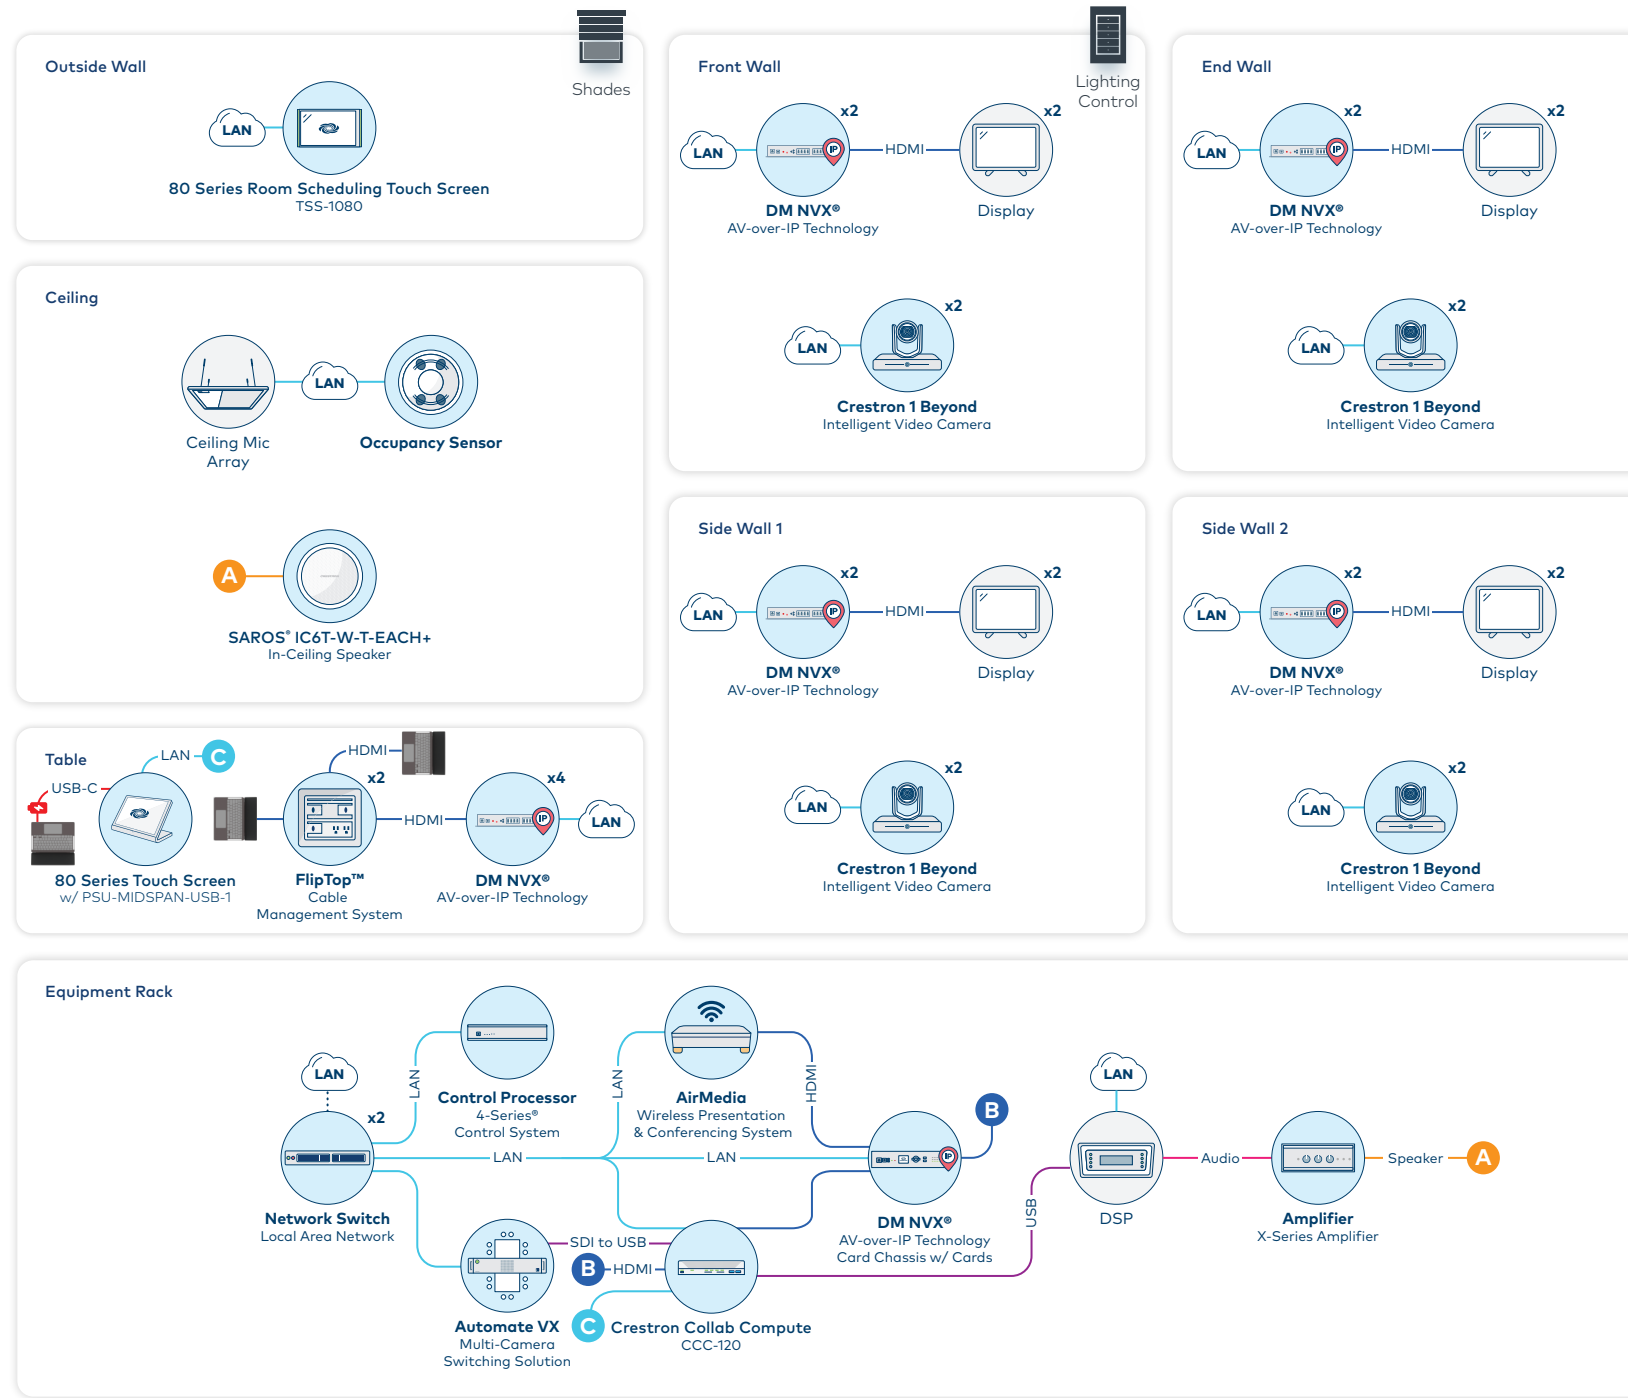 Outside Wall
Shades
LAN
80 Series Room Scheduling Touch Screen
TSS-1080
Front Wall
Lighting
Control
x2
x2
LAN
HDMI
DM NVX®
AV-over-IP Technology
Display
x2
LAN
Crestron 1 Beyond
Intelligent Video Camera
End Wall
x2
x2
LAN
HDMI
DM NVX®
AV-over-IP Technology
Display
x2
LAN
Crestron 1 Beyond
Intelligent Video Camera
Ceiling
LAN
Ceiling Mic
Array
Occupancy Sensor
A
SAROS® IC6T-W-T-EACH+
In-Ceiling Speaker
Side Wall 1
x2
x2
LAN
HDMI
IP
DM NVX®
AV-over-IP Technology
Display
x2
LAN
Crestron 1 Beyond
Intelligent Video Camera
Side Wall 2
x2
x2
LAN
HDMI
IP
DM NVX®
AV-over-IP Technology
Display
x2
LAN
Crestron 1 Beyond
Intelligent Video Camera
Table
LAN
C
USB-C
80 Series Touch Screen
w/ PSU-MIDSPAN-USB-1
HDMI
x2
FlipTop™
Cable
Management System
HDMI
x4
IP
LAN
DM NVX®
AV-over-IP Technology
Equipment Rack
LAN
x2
Network Switch
Local Area Network
LAN
Control Processor
4-Series®
Control System
LAN
LAN
AirMedia
Wireless Presentation
& Conferencing System
HDMI
LAN
B
IP
DM NVX®
AV-over-IP Technology
Card Chassis w/ Cards
Automate VX
Multi-Camera
Switching Solution
SDI to USB
B
HDMI
C
Crestron Collab Compute
CCC-120
USB
LAN
DSP
Audio
Amplifier
X-Series Amplifier
Speaker
A